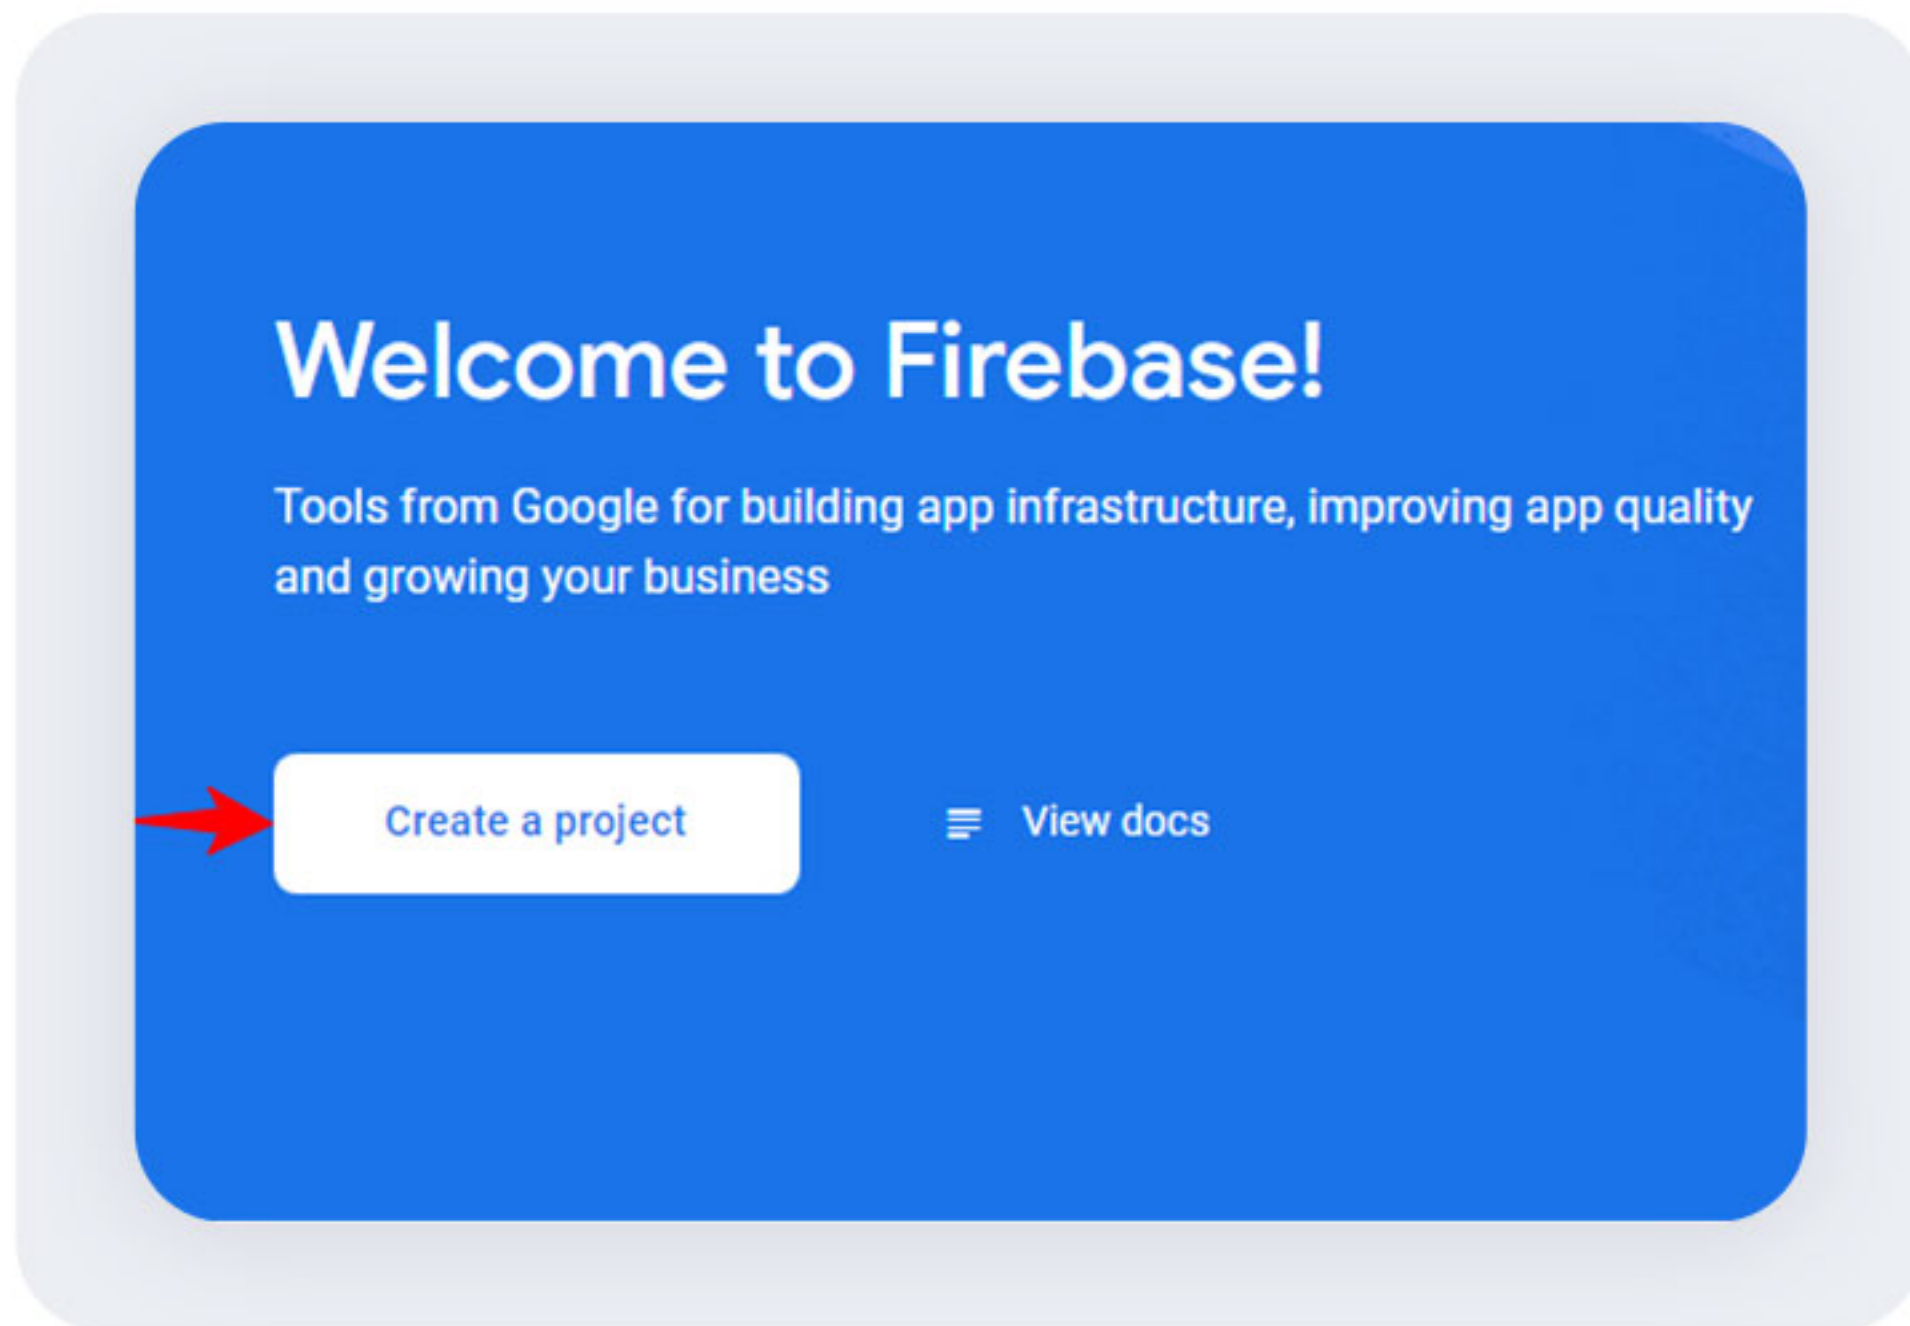 Welcome to Firebase!
Tools from Google for building app infrastructure, improving app quality
and growing your business
Create a project
View docs